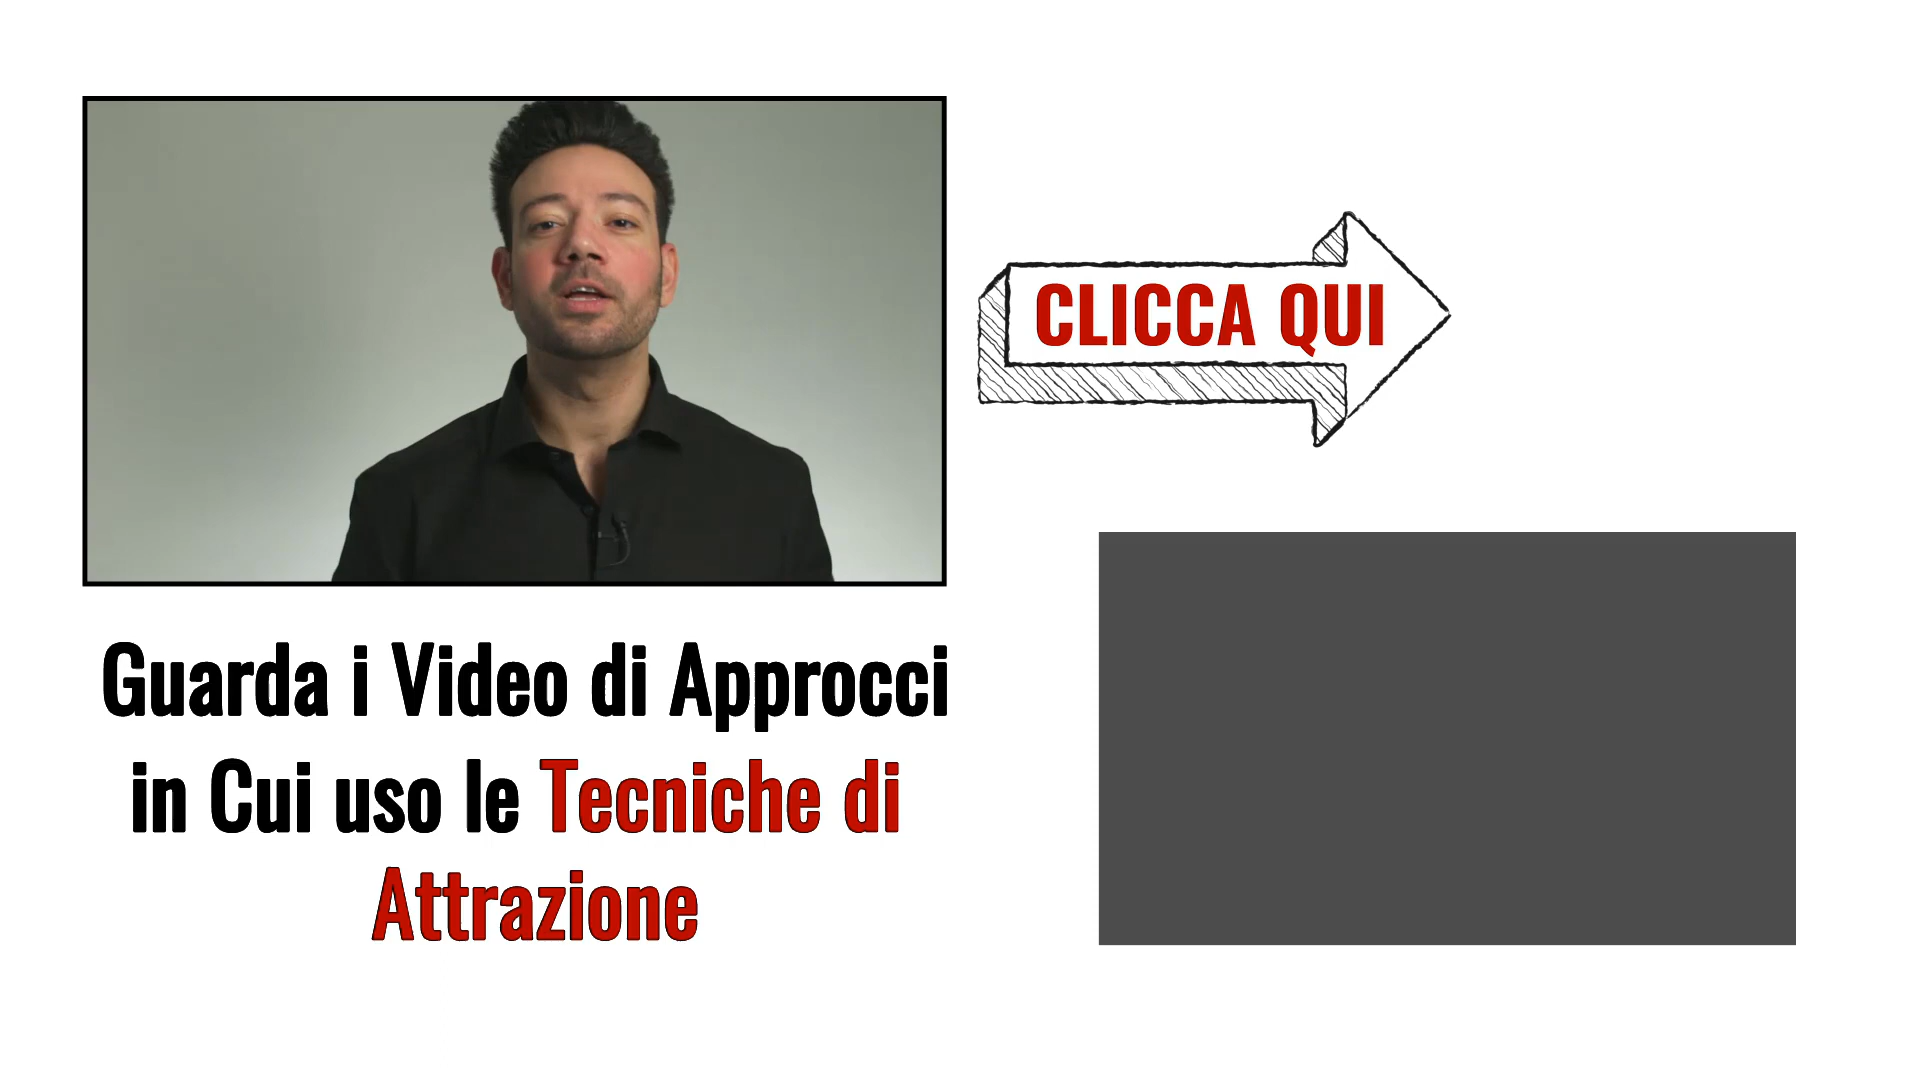 CLICCA QUI
Guarda i Video di Approcci
in Cui uso le Tecniche di
Attrazione